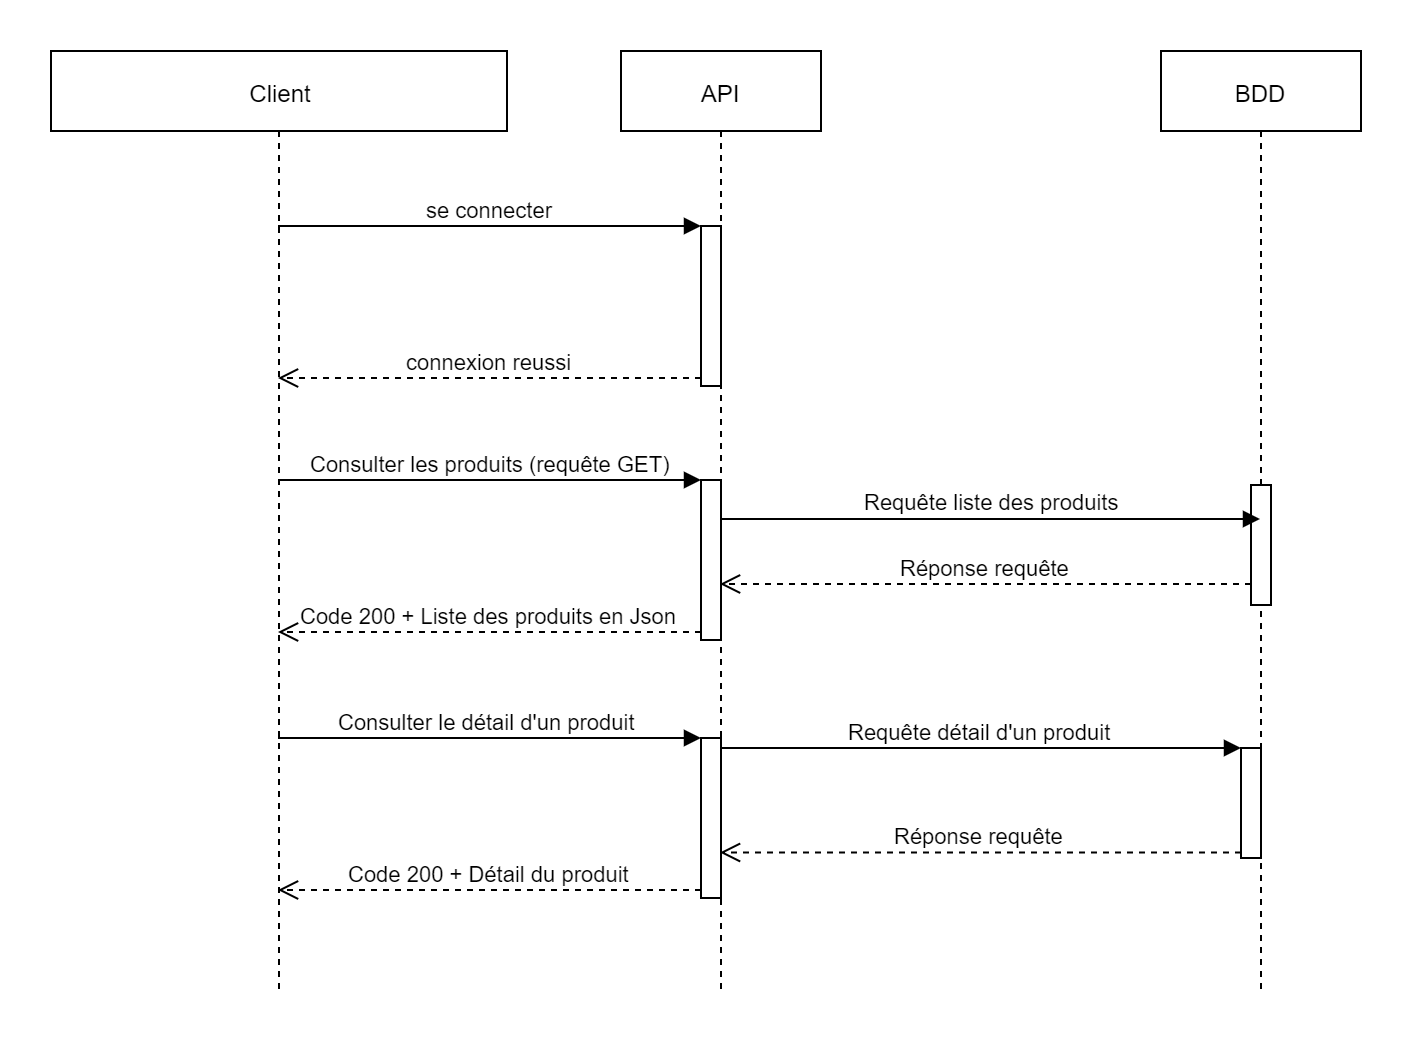 Client
API
BDD
se connecter
connexion reussi
Consulter les produits (requête GET)
Requête liste des produits
Réponse requête
Code 200 + Liste des produits en Json
Consulter le détail d'un produit
Requête détail d'un produit
Réponse requête
Code 200 + Détail du produit